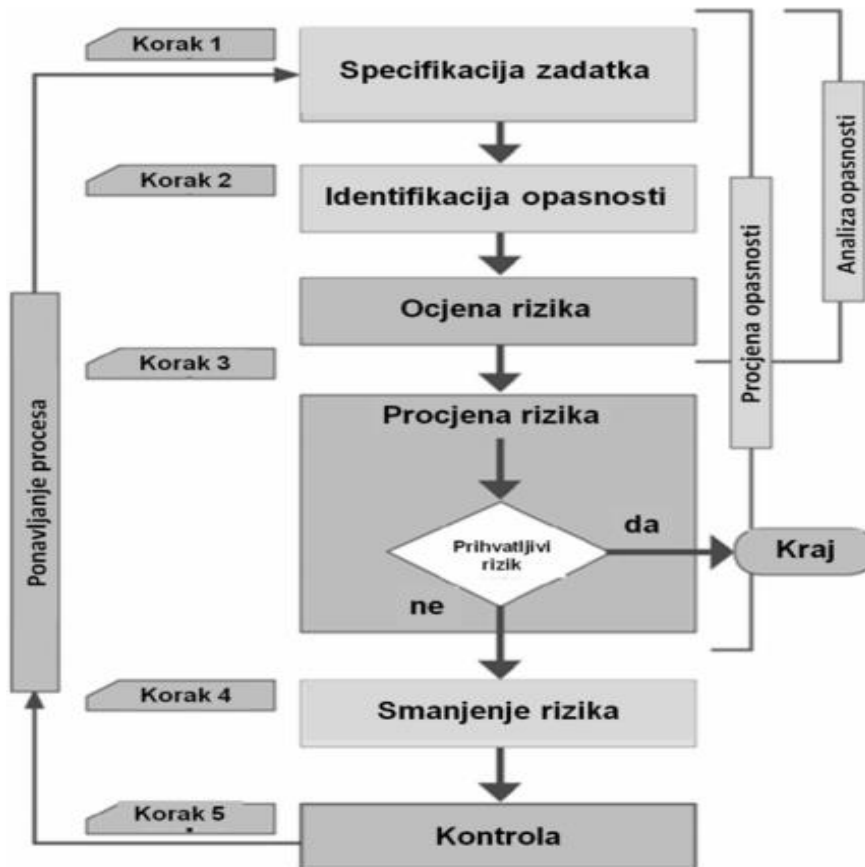 Korak 1
Specifikacija zadatka
Korak 2
Identifikacija opasnosti
Ocjena rizika
Korak 3
Procjena rizika
Prihvatljivi
rizik
da
ne
Kraj
Korak 4
Smanjenje rizika
Korak 5
Kontrola
Ponavljanje procesa
Procjena opasnosti
Analiza opasnosti